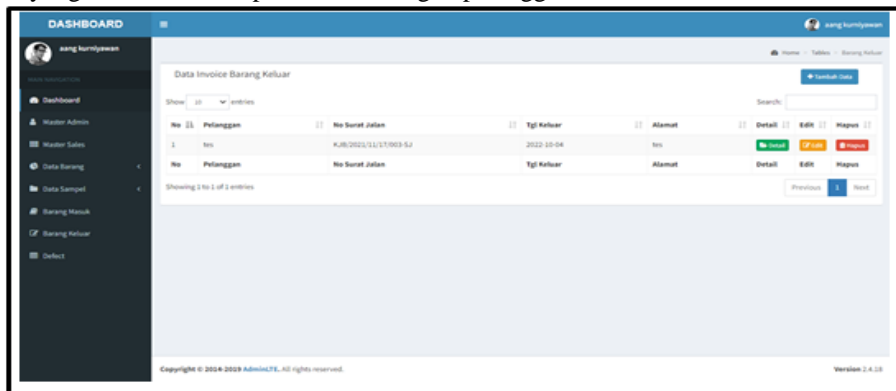 DASHBOARD
aang kurniyawan
aang kurniyawan
Home > Tables > Barang Keluar
MAIN NAVIGATION
Dashboard
Master Admin
Master Sales
Data Barang
Data Sampel
Barang Masuk
Barang Keluar
Defect
Data Invoice Barang Keluar
Tambah Data
Show 10 entries
Search:
No Pelanggan No Surat Jalan Tgl Keluar Alamat Detail Edit Hapus
1 tes KJB/2021/11/17/003-SJ 2022-10-04 tes Detail Edit Hapus
No Pelanggan No Surat Jalan Tgl Keluar Alamat Detail Edit Hapus
Showing 1 to 1 of 1 entries
Previous 1 Next
Copyright © 2014-2019 AdminLTE. All rights reserved.
Version 2.4.18